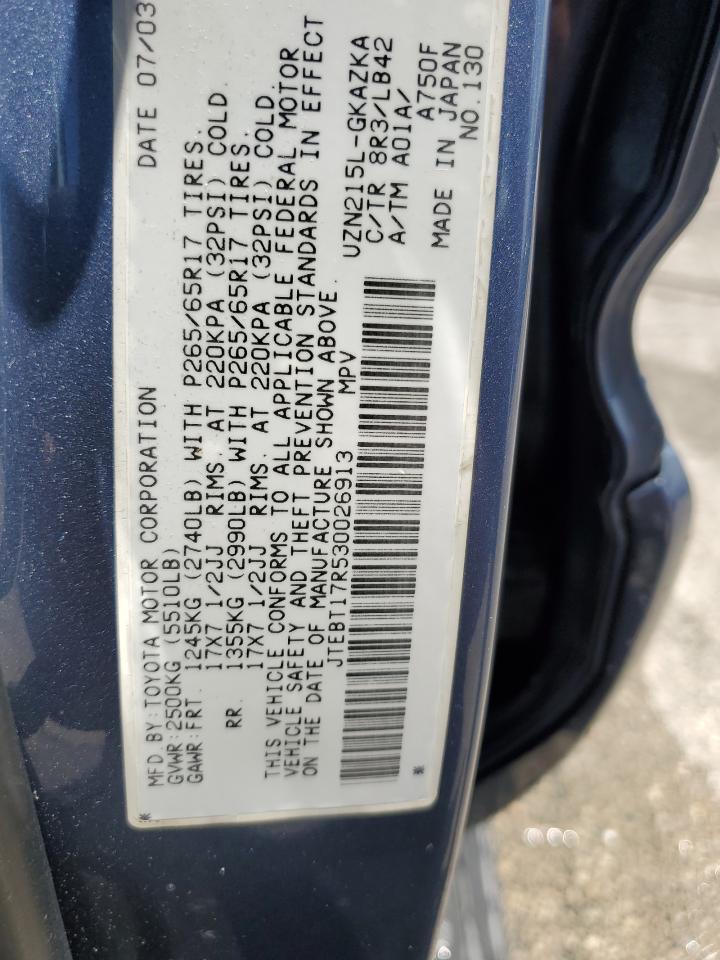 MFD. BY: TOYOTA MOTOR CORPORATION DATE 07/03
GVWR: 2500KG (5510LB)
GAWR: FRT. 1245KG (2740LB) WITH P265/65R17 TIRES.
17X7 1/2JJ RIMS AT 220KPA (32PSI) COLD.
RR. 1355KG (2990LB) WITH P265/65R17 TIRES.
17X7 1/2JJ RIMS. AT 220KPA (32PSI) COLD.
THIS VEHICLE CONFORMS TO ALL APPLICABLE FEDERAL MOTOR
VEHICLE SAFETY AND THEFT PREVENTION STANDARDS IN EFFECT
ON THE DATE OF MANUFACTURE SHOWN ABOVE.
JTEBT17R530026913 MPV
UZN215L-GKAZKA
C/TR 8R3/LB42
A/TM A01A/
A750F
MADE IN JAPAN
NO.130